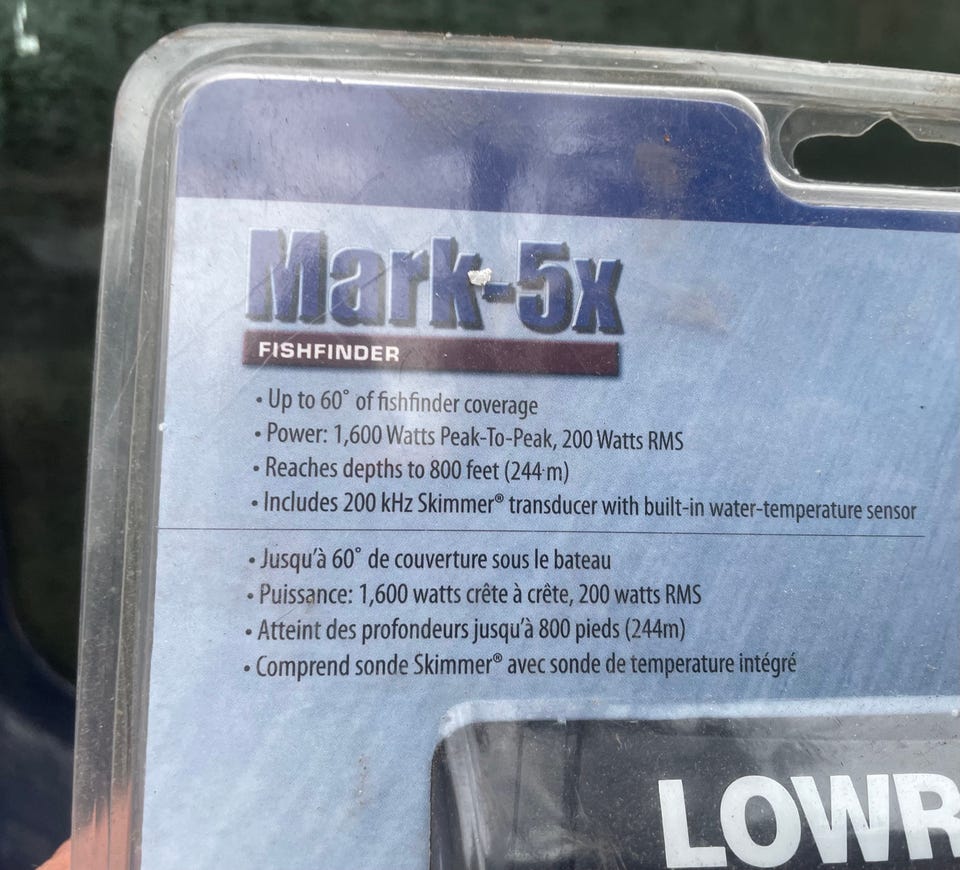 Mark-5x
FISHFINDER
• Up to 60° of fishfinder coverage
• Power: 1,600 Watts Peak-To-Peak, 200 Watts RMS
• Reaches depths to 800 feet (244 m)
• Includes 200 kHz Skimmer® transducer with built-in water-temperature sensor
• Jusqu'à 60° de couverture sous le bateau
• Puissance: 1,600 watts crête à crête, 200 watts RMS
• Atteint des profondeurs jusqu'à 800 pieds (244m)
• Comprend sonde Skimmer® avec sonde de temperature intégré
LOWR